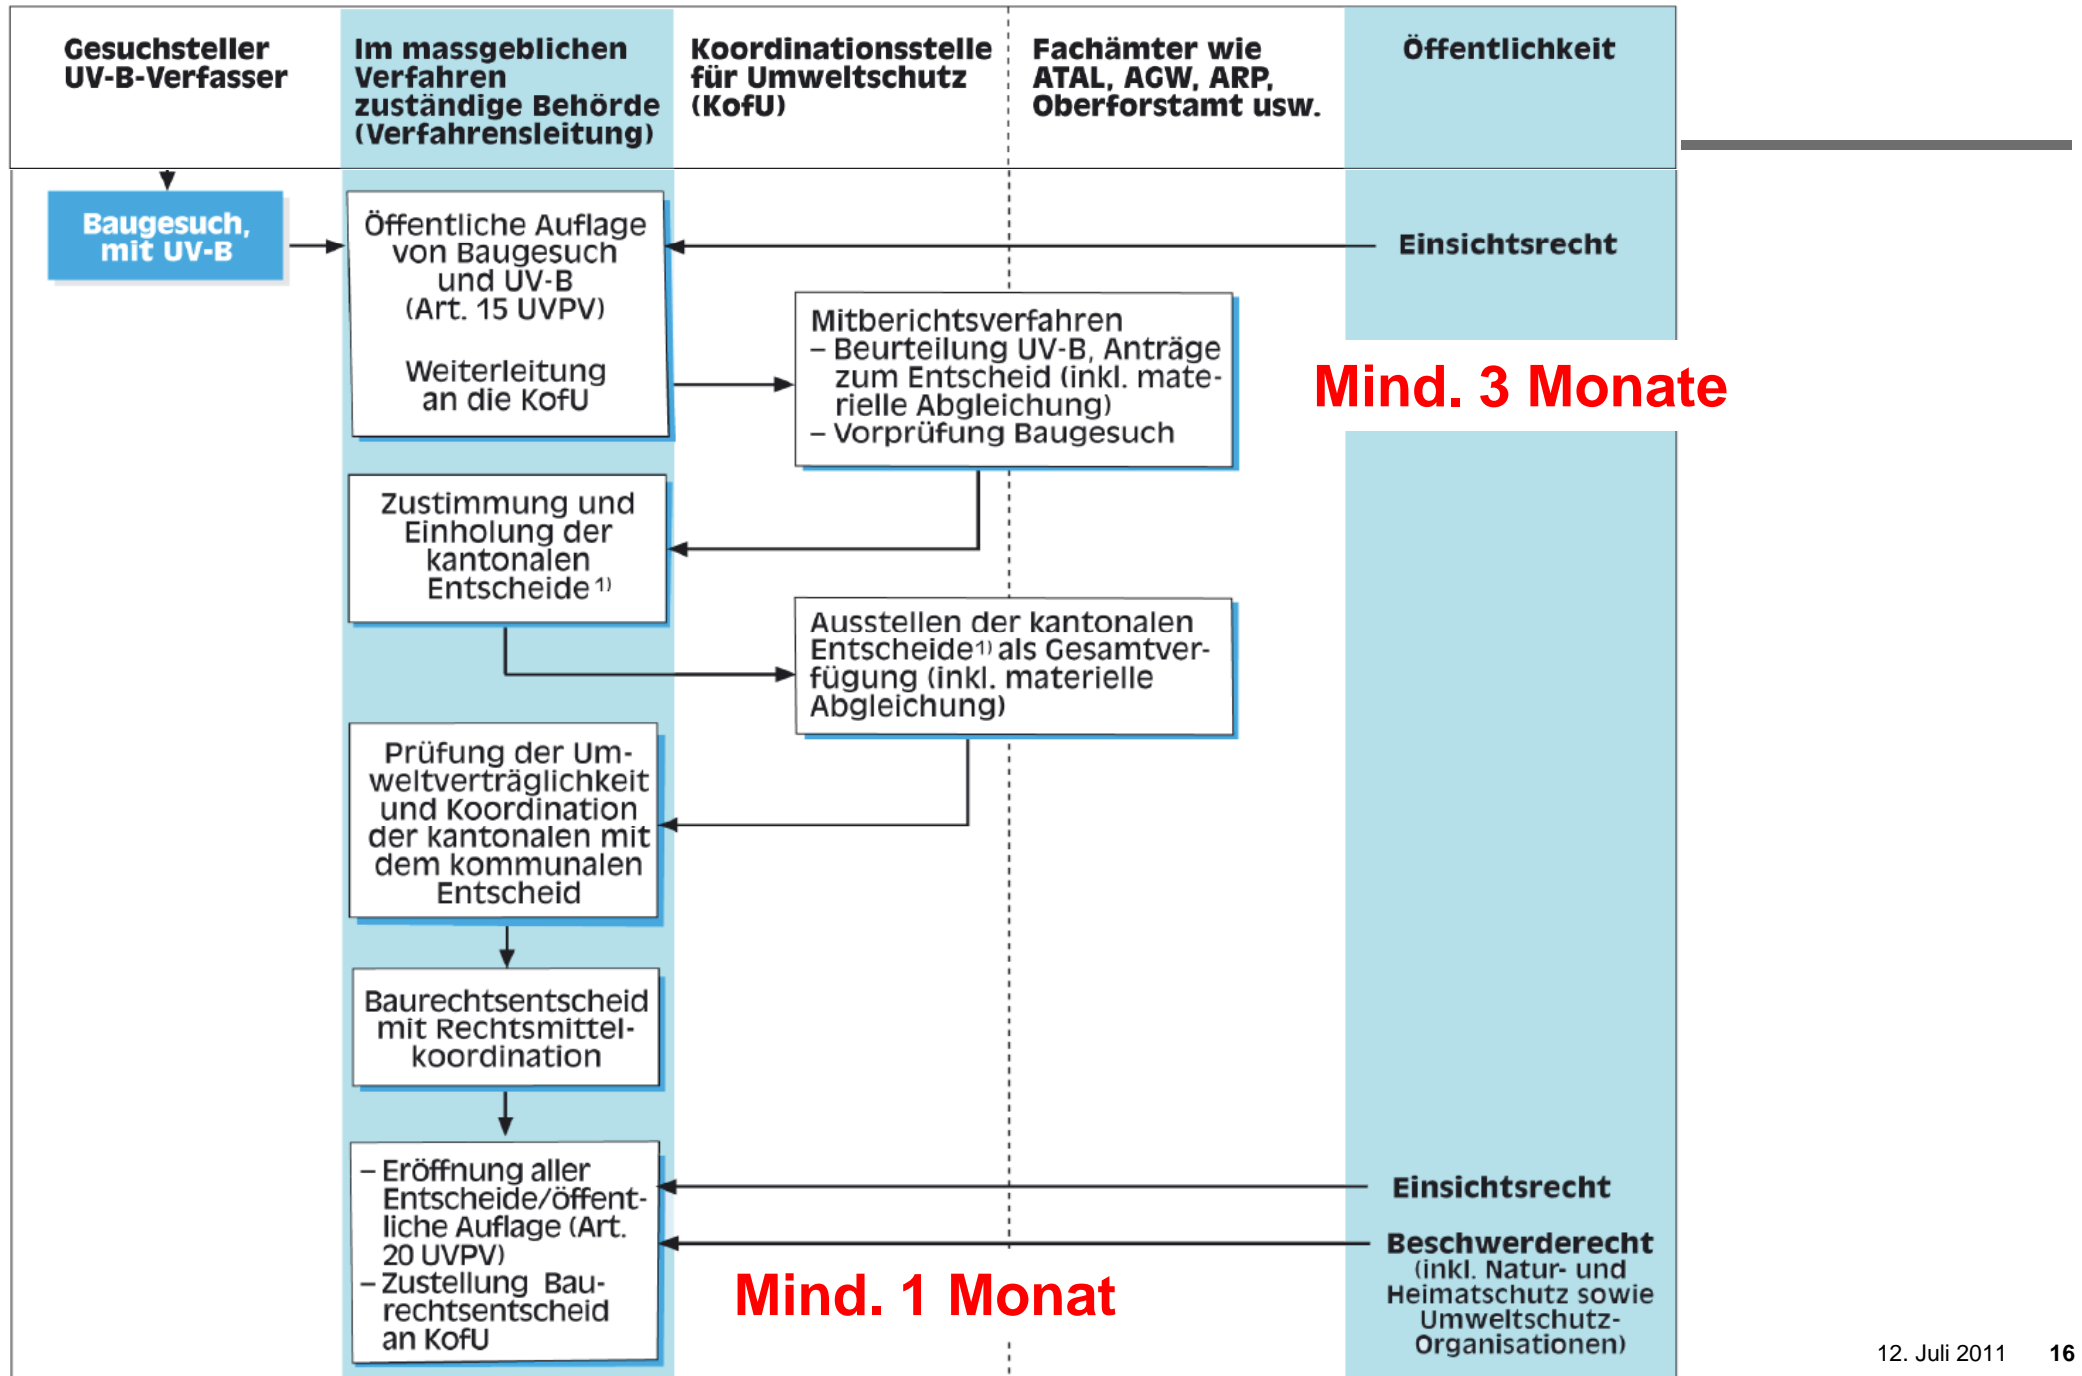 Gesuchsteller
UV-B-Verfasser
Im massgeblichen
Verfahren
zuständige Behörde
(Verfahrensleitung)
Koordinationsstelle
für Umweltschutz
(KofU)
Fachämter wie
ATAL, AGW, ARP,
Oberforstamt usw.
Öffentlichkeit
Baugesuch,
mit UV-B
Öffentliche Auflage
von Baugesuch
und UV-B
(Art. 15 UVPV)
Weiterleitung
an die KofU
Einsichtsrecht
Mitberichtsverfahren
– Beurteilung UV-B, Anträge
zum Entscheid (inkl. mate-
rielle Abgleichung)
– Vorprüfung Baugesuch
Mind. 3 Monate
Zustimmung und
Einholung der
kantonalen
Entscheide 1)
Ausstellen der kantonalen
Entscheide1) als Gesamtver-
fügung (inkl. materielle
Abgleichung)
Prüfung der Um-
weltverträglichkeit
und Koordination
der kantonalen mit
dem kommunalen
Entscheid
Baurechtsentscheid
mit Rechtsmittel-
koordination
– Eröffnung aller
Entscheide/öffent-
liche Auflage (Art.
20 UVPV)
– Zustellung Bau-
rechtsentscheid
an KofU
Einsichtsrecht
Beschwerderecht
(inkl. Natur- und
Heimatschutz sowie
Umweltschutz-
Organisationen)
Mind. 1 Monat
12. Juli 2011 16